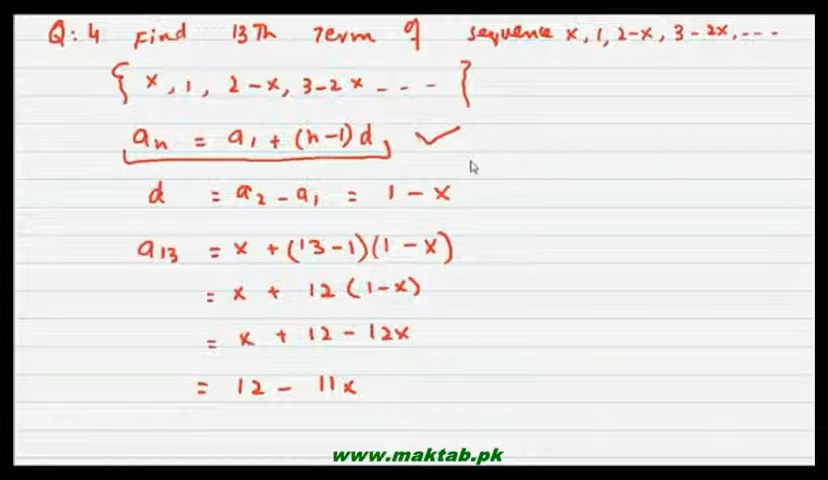 Q: 4 Find 13Th Term of sequence x, 1, 2-x, 3-2x, ...
{ x, 1, 2-x, 3-2x - - - }
aₙ = a₁ + (n-1)d, ✓
d = a₂ - a₁ = 1 - x
a₁₃ = x + (13-1)(1-x)
= x + 12 (1-x)
= x + 12 - 12x
= 12 - 11x
www.maktab.pk